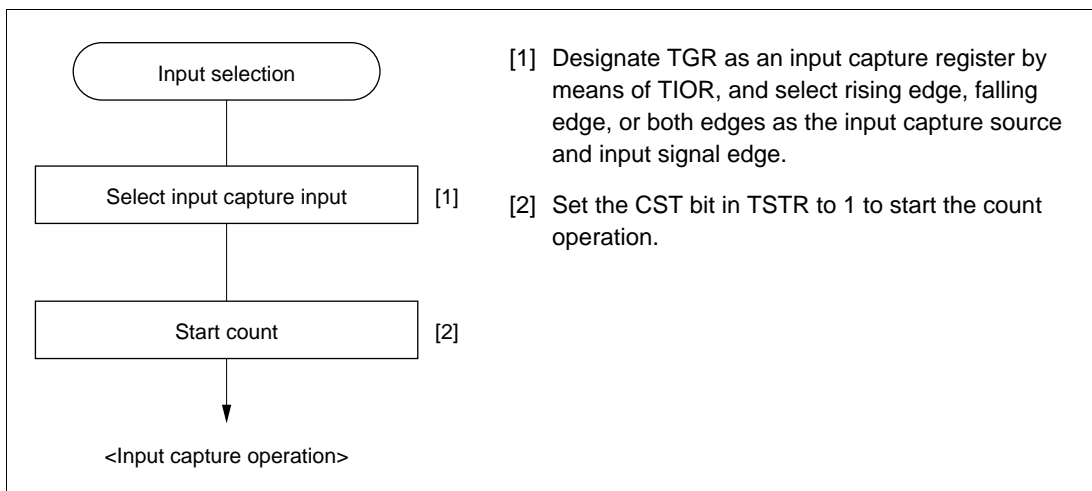 Input selection
Select input capture input
[1]
Start count
[2]
<Input capture operation>
[1] Designate TGR as an input capture register by
means of TIOR, and select rising edge, falling
edge, or both edges as the input capture source
and input signal edge.
[2] Set the CST bit in TSTR to 1 to start the count
operation.